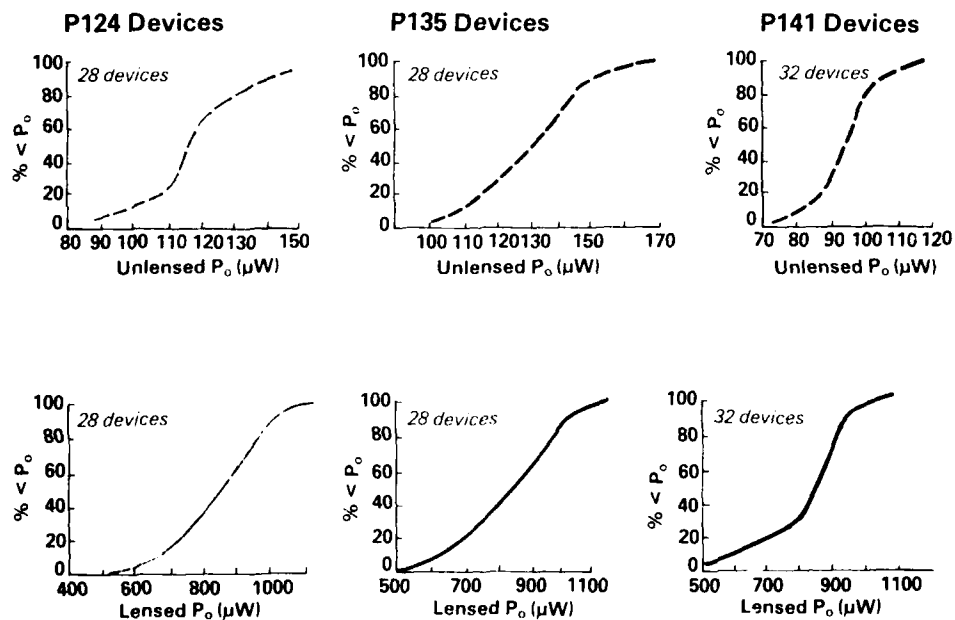 P124 Devices
P135 Devices
P141 Devices
28 devices
28 devices
32 devices
% < Po
100
80
60
40
20
0
80 90 100 110 120 130 150
Unlensed Po (µW)
% < Po
100
80
60
40
20
0
100 110 120 130 150 170
Unlensed Po (µW)
% < Po
100
80
60
40
20
0
70 80 90 100 110 120
Unlensed Po (µW)
28 devices
28 devices
32 devices
% < Po
100
80
60
40
20
0
400 600 800 1000
Lensed Po (µW)
% < Po
100
80
60
40
20
0
500 700 900 1100
Lensed Po (µW)
% < Po
100
80
60
40
20
0
500 700 900 1100
Lensed Po (µW)